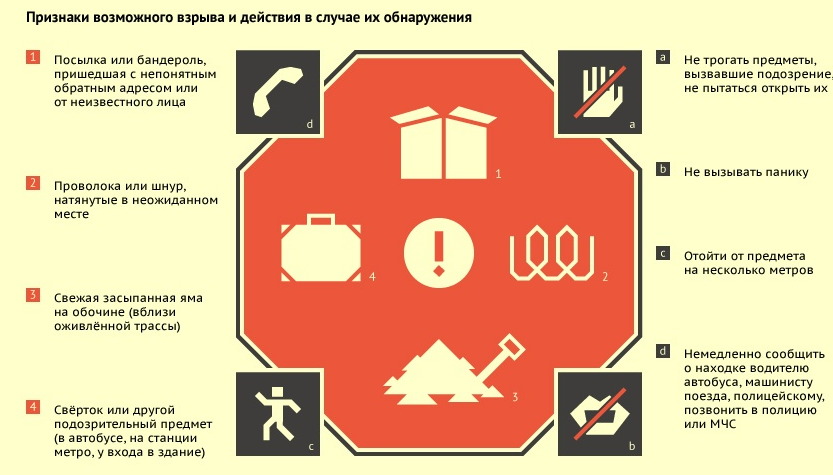 Признаки возможного взрыва и действия в случае их обнаружения
1
Посылка или бандероль,
пришедшая с непонятным
обратным адресом или
от неизвестного лица
2
Проволока или шнур,
натянутые в неожиданном
месте
3
Свежая засыпанная яма
на обочине (вблизи
оживлённой трассы)
4
Свёрток или другой
подозрительный предмет
(в автобусе, на станции
метро, у входа в здание)
d
a
1
4
!
2
3
c
b
a
Не трогать предметы,
вызвавшие подозрение,
не пытаться открыть их
b
Не вызывать панику
c
Отойти от предмета
на несколько метров
d
Немедленно сообщить
о находке водителю
автобуса, машинисту
поезда, полицейскому,
позвонить в полицию
или МЧС